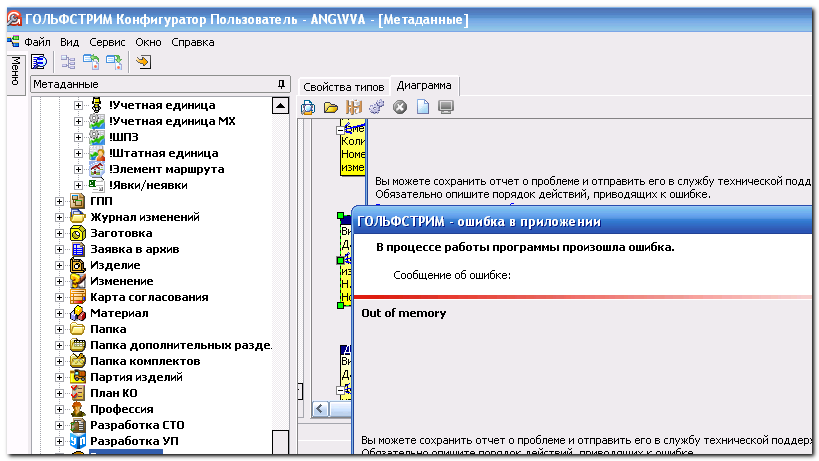 ГОЛЬФСТРИМ Конфигуратор Пользователь - ANG\VVA - [Метаданные]
Файл Вид Сервис Окно Справка
Меню
Метаданные
Свойства типов Диаграмма
!Учетная единица
!Учетная единица МХ
!ШПЗ
!Штатная единица
!Элемент маршрута
!Явки/неявки
ГПП
Журнал изменений
Заготовка
Заявка в архив
Изделие
Изменение
Карта согласования
Материал
Папка
Папка дополнительных разде.
Папка комплектов
Партия изделий
План КО
Профессия
Разработка СТО
Разработка УП
Коли
Номе
изме
Вы можете сохранить отчет о проблеме и отправить его в службу технической подд
Обязательно опишите порядок действий, приводящих к ошибке.
ГОЛЬФСТРИМ - ошибка в приложении
В процессе работы программы произошла ошибка.
Сообщение об ошибке:
Out of memory
Вы можете сохранить отчет о проблеме и отправить его в службу технической поддерж
Обязательно опишите порядок действий, приводящих к ошибке.